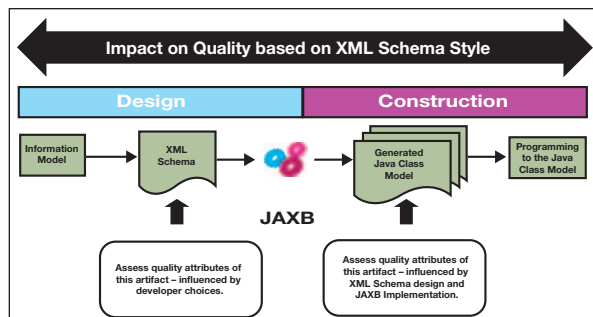 Impact on Quality based on XML Schema Style
Design
Construction
Information
Model
XML
Schema
Generated
Java Class
Model
Programming
to the Java
Class Model
JAXB
Assess quality attributes of
this artifact – influenced by
developer choices.
Assess quality attributes of
this artifact – influenced by
XML Schema design and
JAXB Implementation.